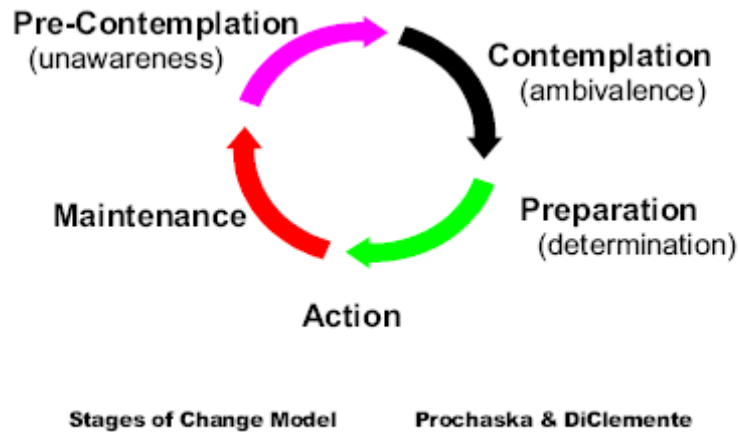 Pre-Contemplation
(unawareness)
Contemplation
(ambivalence)
Preparation
(determination)
Action
Maintenance
Stages of Change Model Prochaska & DiClemente